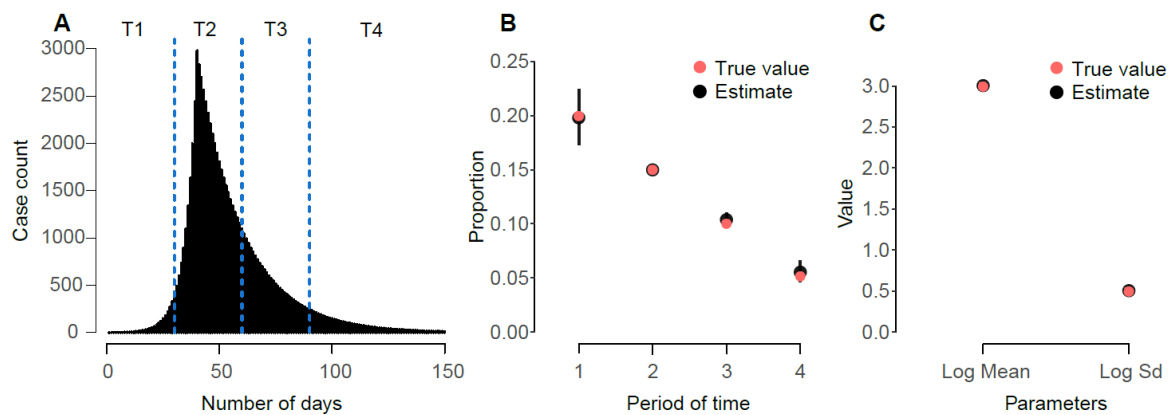 A
T1 T2 T3 T4
3000
2500
2000
1500
1000
500
0
Case count
0 50 100 150
Number of days
B
0.25
0.20
0.15
0.10
0.05
0.00
Proportion
True value
Estimate
1 2 3 4
Period of time
C
3.0
2.5
2.0
1.5
1.0
0.5
0.0
Value
True value
Estimate
Log Mean Log Sd
Parameters